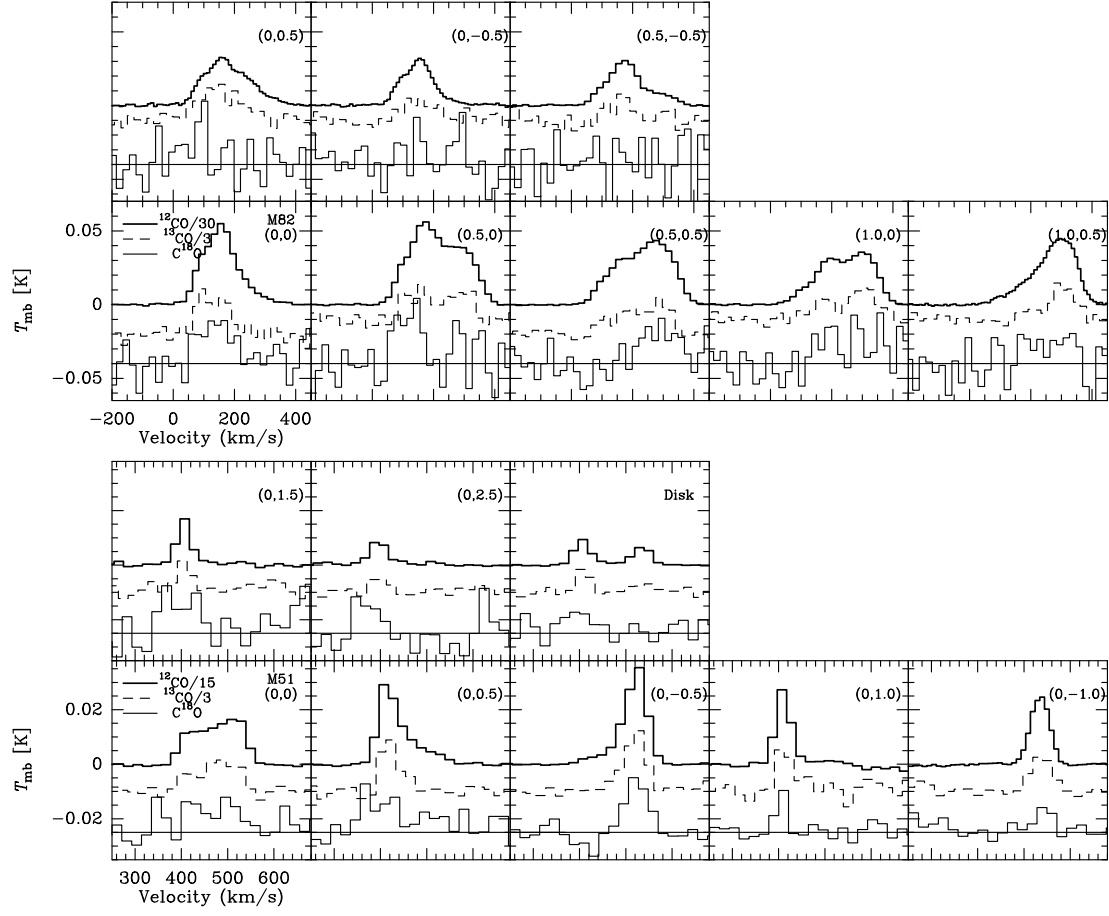 (0,0.5) (0,−0.5) (0.5,−0.5)
¹²CO/30 M82
¹³CO/3 (0,0) (0.5,0) (0.5,0.5) (1.0,0) (1.0,0.5)
C¹⁸O
0.05
0
−0.05
T_mb [K]
−200 0 200 400
Velocity (km/s)
(0,1.5) (0,2.5) Disk
¹²CO/15 M51
¹³CO/3 (0,0) (0,0.5) (0,−0.5) (0,1.0) (0,−1.0)
C¹⁸O
0.02
0
−0.02
T_mb [K]
300 400 500 600
Velocity (km/s)